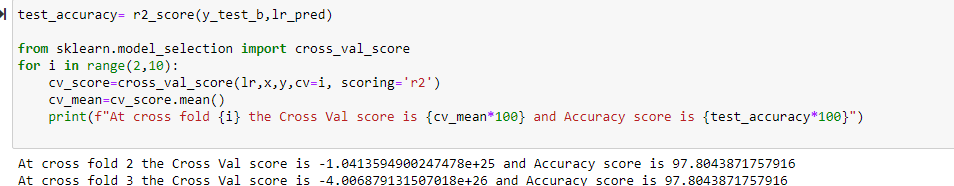 test_accuracy= r2_score(y_test_b,lr_pred)
from sklearn.model_selection import cross_val_score
for i in range(2,10):
cv_score=cross_val_score(lr,x,y,cv=i, scoring='r2')
cv_mean=cv_score.mean()
print(f"At cross fold {i} the Cross Val score is {cv_mean*100} and Accuracy score is {test_accuracy*100}")
At cross fold 2 the Cross Val score is -1.0413594900247478e+25 and Accuracy score is 97.8043871757916
At cross fold 3 the Cross Val score is -4.006879131507018e+26 and Accuracy score is 97.8043871757916